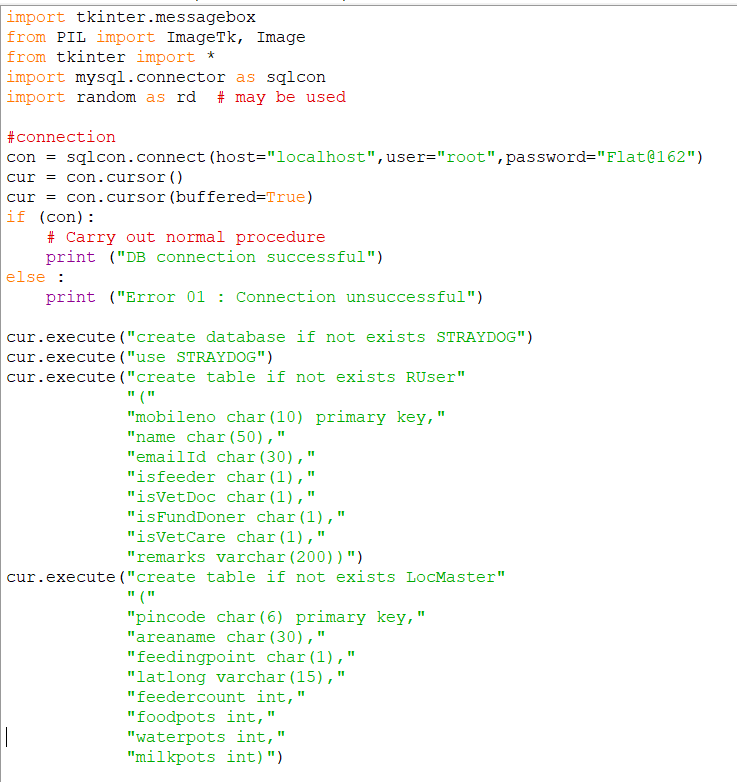 import tkinter.messagebox
from PIL import ImageTk, Image
from tkinter import *
import mysql.connector as sqlcon
import random as rd  # may be used

#connection
con = sqlcon.connect(host="localhost",user="root",password="Flat@162")
cur = con.cursor()
cur = con.cursor(buffered=True)
if (con):
    # Carry out normal procedure
    print ("DB connection successful")
else :
    print ("Error 01 : Connection unsuccessful")

cur.execute("create database if not exists STRAYDOG")
cur.execute("use STRAYDOG")
cur.execute("create table if not exists RUser"
            "("
            "mobileno char(10) primary key,"
            "name char(50),"
            "emailId char(30),"
            "isfeeder char(1),"
            "isVetDoc char(1),"
            "isFundDoner char(1),"
            "isVetCare char(1),"
            "remarks varchar(200))")
cur.execute("create table if not exists LocMaster"
            "("
            "pincode char(6) primary key,"
            "areaname char(30),"
            "feedingpoint char(1),"
            "latlong varchar(15),"
            "feedercount int,"
            "foodpots int,"
            "waterpots int,"
            "milkpots int)")